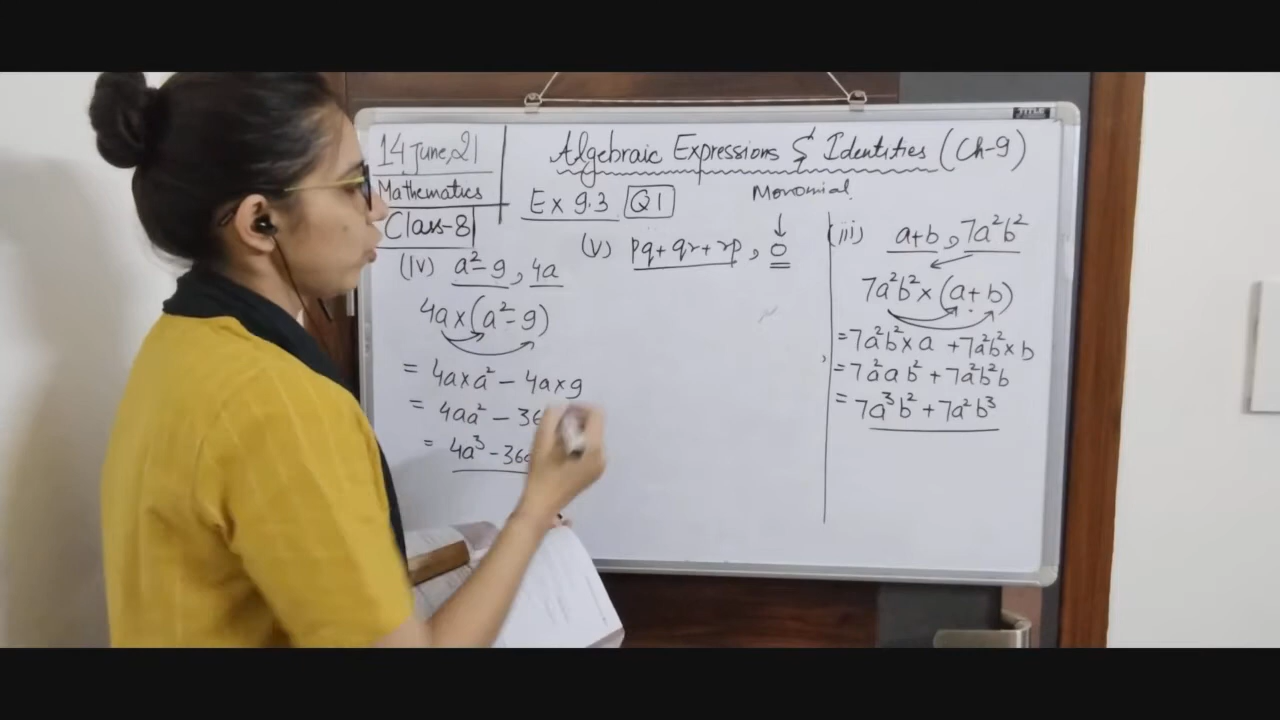 14 June, 21
Mathematics
Class-8
Algebraic Expressions & Identities (Ch-9)
Ex 9.3 Q1
Monomial
↓
(iv) a²-9, 4a
4a×(a²-9)
= 4a×a² - 4a×9
= 4aa² - 36
= 4a³ - 36a
(v) pq+qr+rp, 0
(iii) a+b, 7a²b²
7a²b²×(a+b)
=7a²b²×a +7a²b²×b
=7a²ab²+7a²b²b
=7a³b²+7a²b³